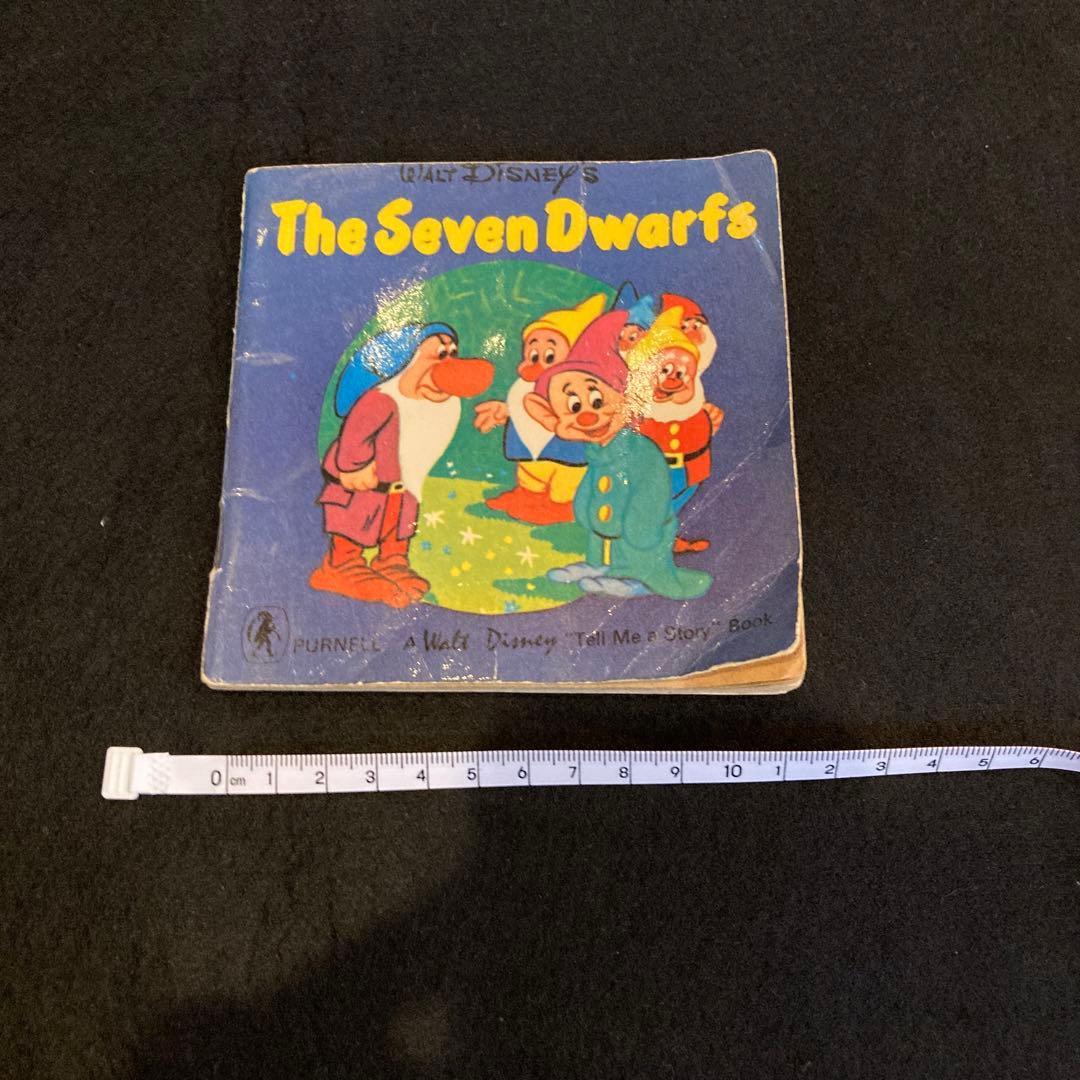 WALT DISNEY'S
The Seven Dwarfs
PURNELL A Walt Disney "Tell Me a Story" Book
0 cm 1 2 3 4 5 6 7 8 9 10 1 2 3 4 5 6